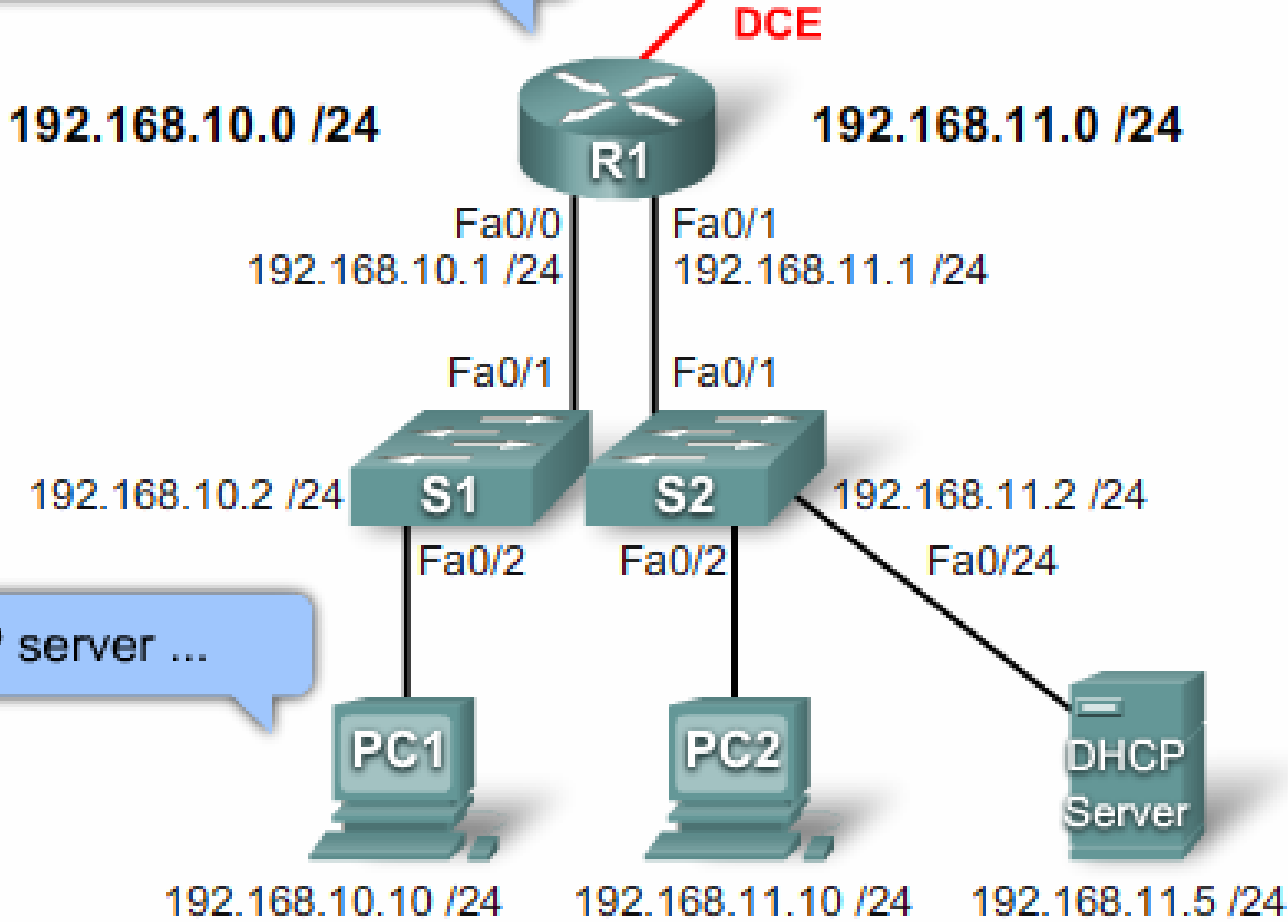 DCE
192.168.10.0 /24
192.168.11.0 /24
R1
Fa0/0
Fa0/1
192.168.10.1 /24
192.168.11.1 /24
Fa0/1
Fa0/1
192.168.10.2 /24
S1
S2
192.168.11.2 /24
Fa0/2
Fa0/2
Fa0/24
server ...
PC1
PC2
DHCP
Server
192.168.10.10 /24
192.168.11.10 /24
192.168.11.5 /24